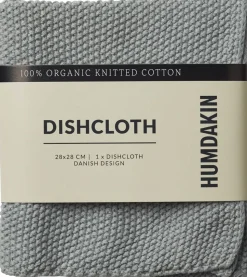 100% ORGANIC KNITTED COTTON
DISHCLOTH
28x28 CM | 1 x DISHCLOTH
DANISH DESIGN
HUMDAKIN